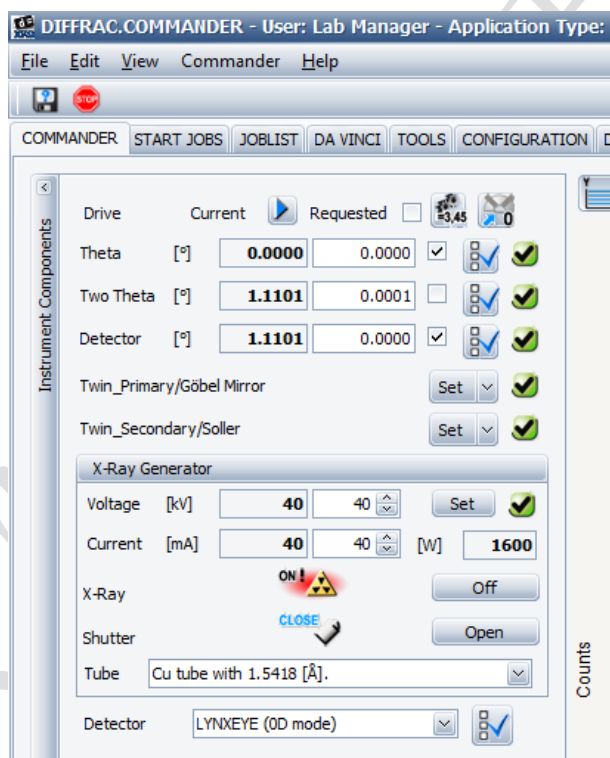 DIFFRAC.COMMANDER - User: Lab Manager - Application Type:
File Edit View Commander Help
STOP
COMMANDER START JOBS JOBLIST DA VINCI TOOLS CONFIGURATION D
Instrument Components
Drive Current Requested =3,45 0
Theta [°] 0.0000 0.0000
Two Theta [°] 1.1101 0.0001
Detector [°] 1.1101 0.0000
Twin_Primary/Göbel Mirror Set
Twin_Secondary/Soller Set
X-Ray Generator
Voltage [kV] 40 40 Set
Current [mA] 40 40 [W] 1600
X-Ray ON ! Off
Shutter CLOSE Open
Tube Cu tube with 1.5418 [Å].
Detector LYNXEYE (0D mode)
Counts